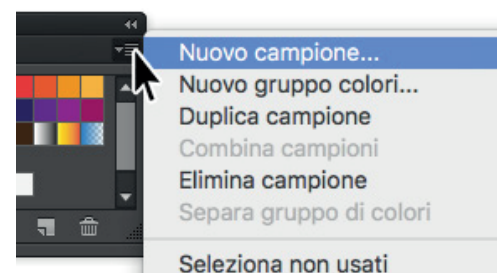 Nuovo campione...
Nuovo gruppo colori...
Duplica campione
Combina campioni
Elimina campione
Separa gruppo di colori
Seleziona non usati